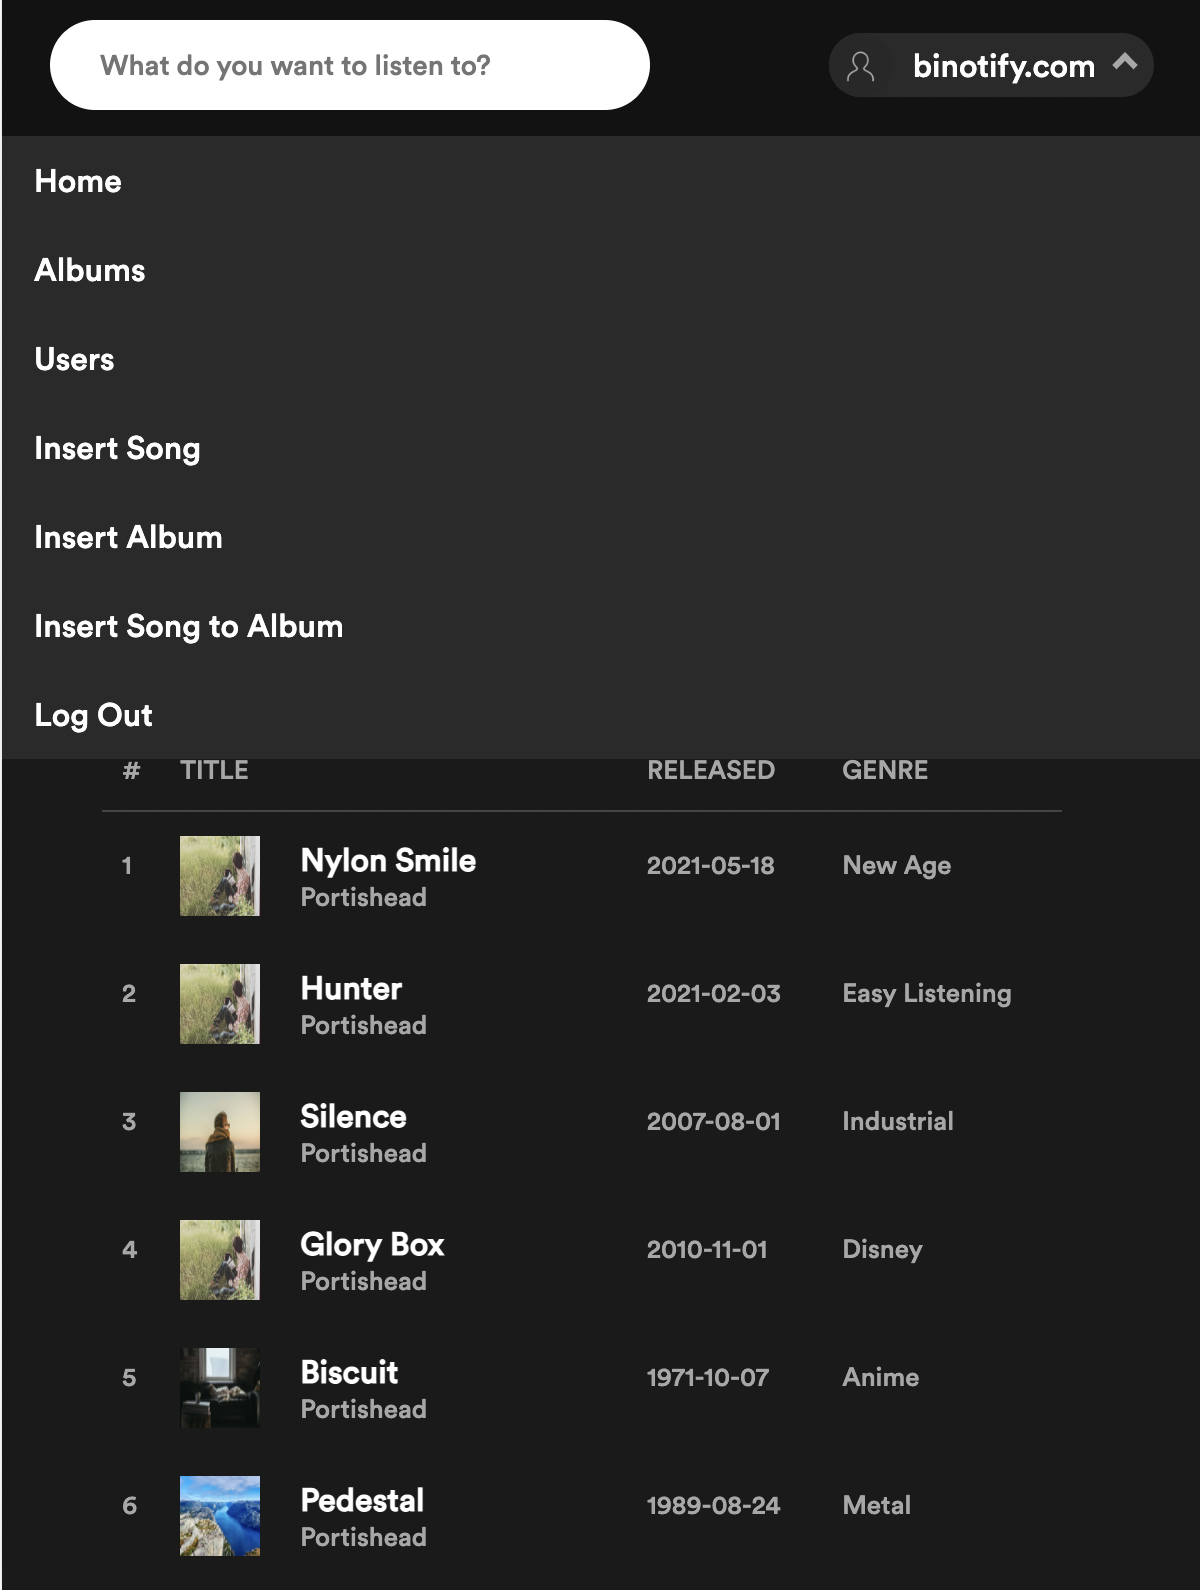 What do you want to listen to?
binotify.com
Home
Albums
Users
Insert Song
Insert Album
Insert Song to Album
Log Out
# TITLE RELEASED GENRE
1 Nylon Smile 2021-05-18 New Age
Portishead
2 Hunter 2021-02-03 Easy Listening
Portishead
3 Silence 2007-08-01 Industrial
Portishead
4 Glory Box 2010-11-01 Disney
Portishead
5 Biscuit 1971-10-07 Anime
Portishead
6 Pedestal 1989-08-24 Metal
Portishead